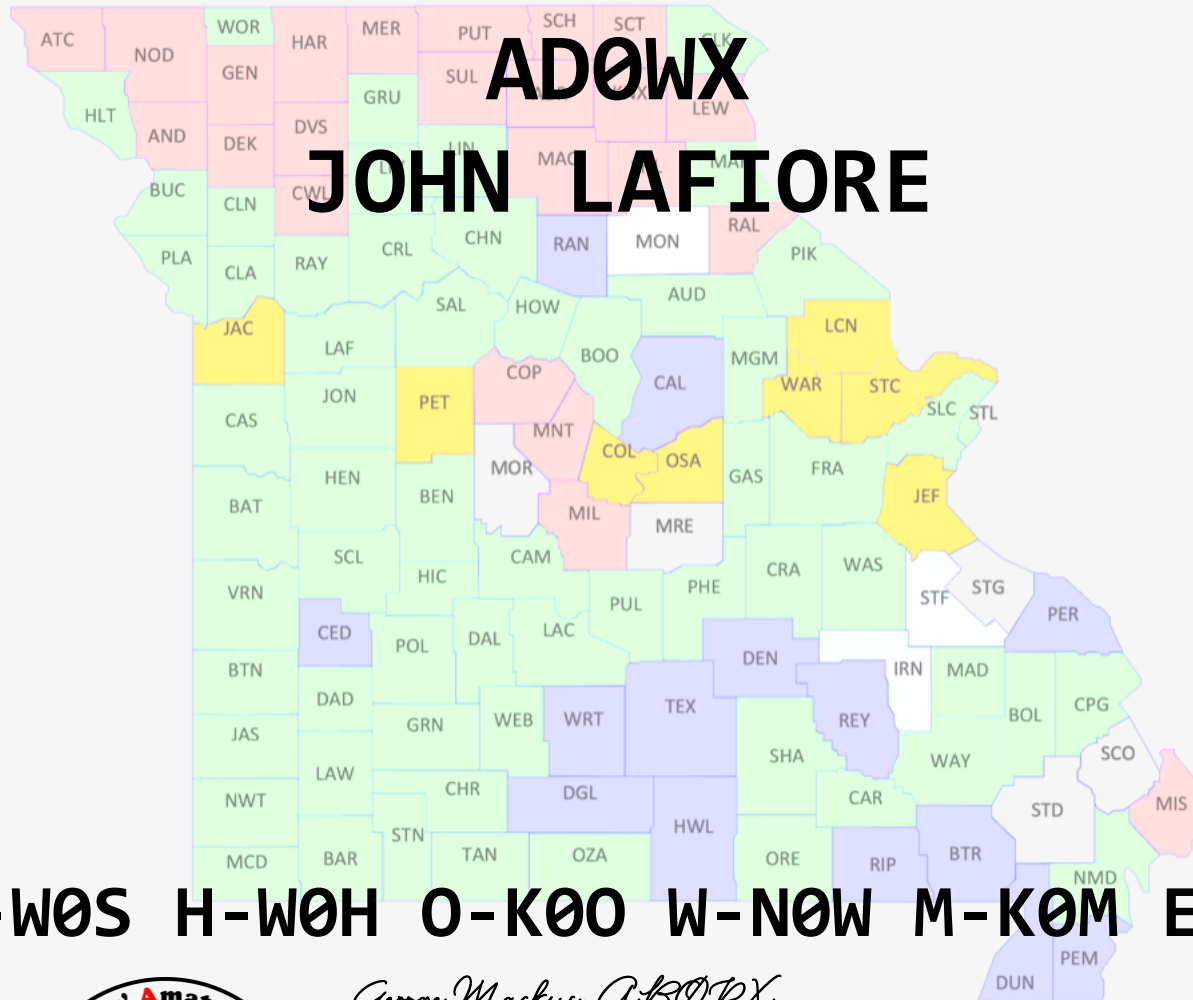 ATC NOD WOR HAR MER PUT SCH SCT CLK
GEN SUL
AD0WX
HLT GRU LEW
AND DEK DVS LIN
JOHN LAFIORE
MAC
BUC CLN CWL
RAL
PLA CLA RAY CRL CHN RAN MON PIK
SAL HOW AUD
JAC LAF LCN
COP BOO MGM
JON PET CAL WAR STC
CAS MNT SLC STL
MOR COL OSA
HEN BEN GAS FRA
BAT MIL MRE JEF
SCL CAM
VRN HIC PHE CRA WAS STG
PUL STF
CED POL DAL LAC PER
BTN DEN IRN MAD
DAD TEX CPG
JAS GRN WEB WRT REY BOL
LAW SHA WAY SCO
NWT CHR DGL CAR STD MIS
STN HWL
MCD BAR TAN OZA ORE RIP BTR
NMD
-W0S H-W0H O-K0O W-N0W M-K0M E
PEM
DUN